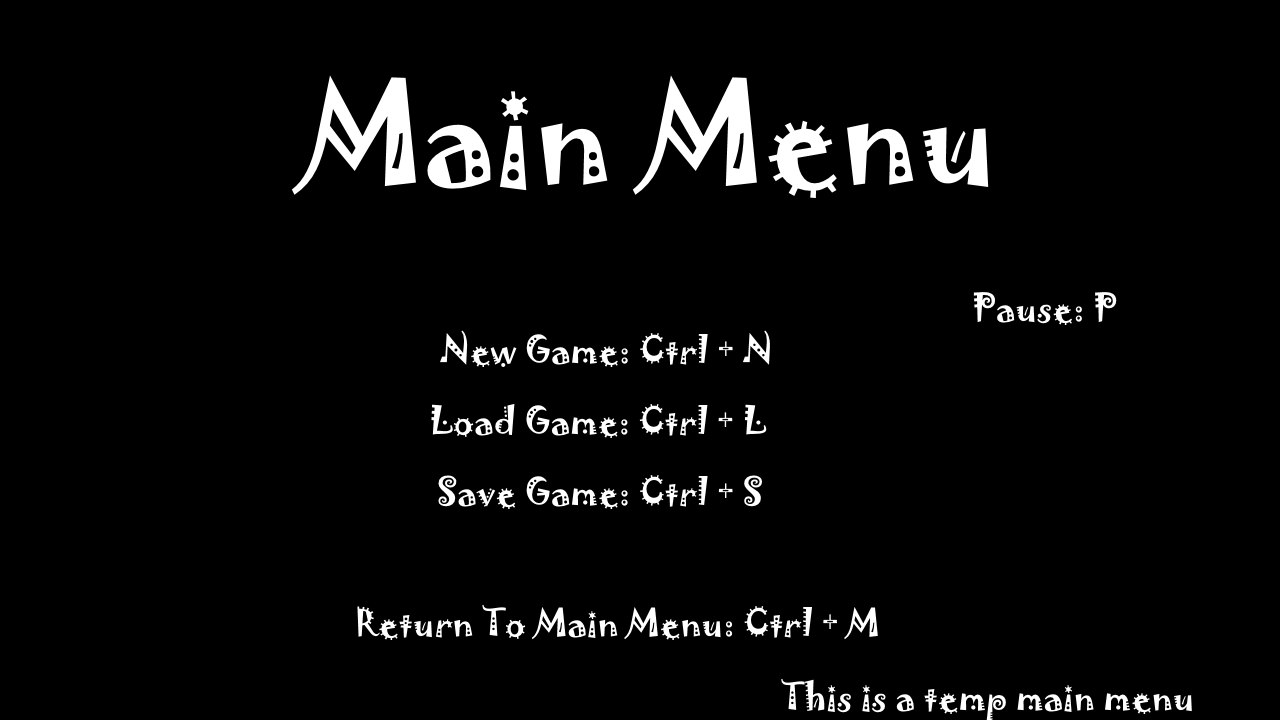 Main Menu
Pause: P
New Game: Ctrl + N
Load Game: Ctrl + L
Save Game: Ctrl + S
Return To Main Menu: Ctrl + M
This is a temp main menu